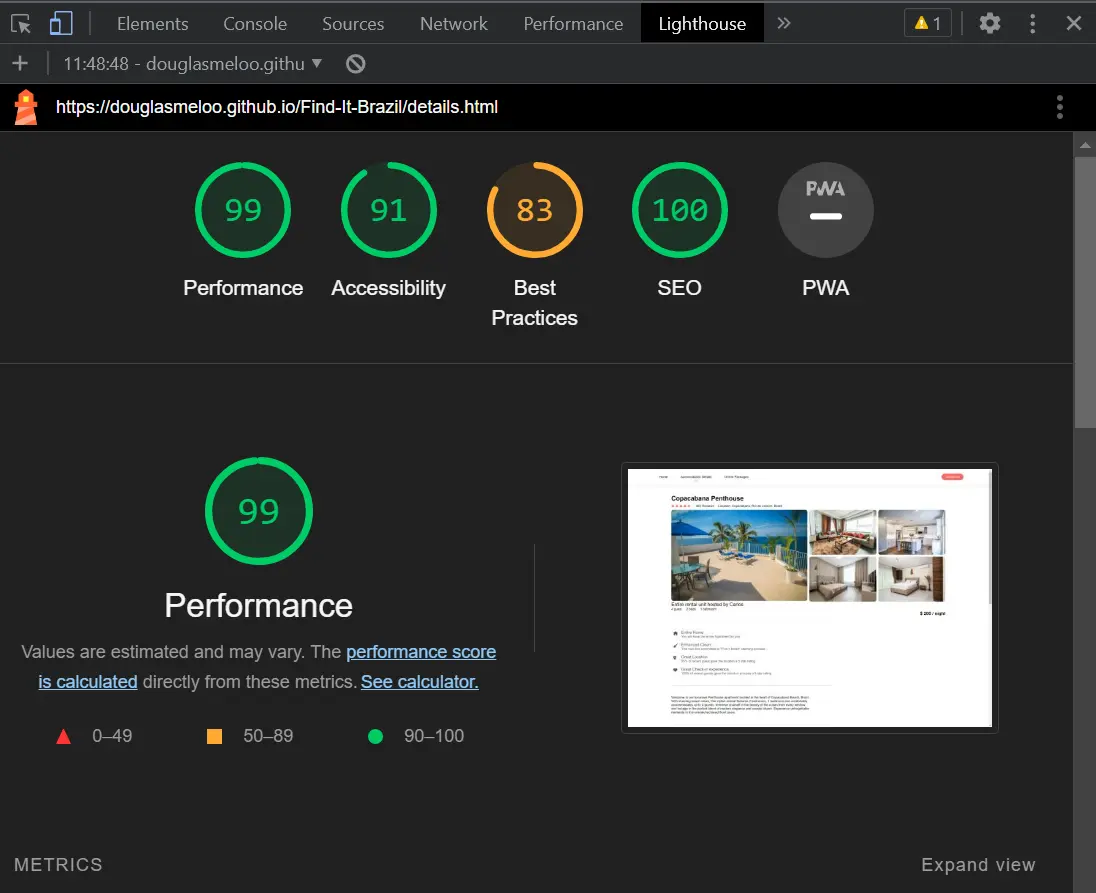 Elements Console Sources Network Performance Lighthouse 1
11:48:48 - douglasmeloo.githu
https://douglasmeloo.github.io/Find-It-Brazil/details.html
99 91 83 100 PWA
Performance Accessibility Best Practices SEO PWA
99
Performance
Values are estimated and may vary. The performance score
is calculated directly from these metrics. See calculator.
0–49 50–89 90–100
Copacabana Penthouse
Entire rental unit hosted by Carlos
$ 200 / night
METRICS
Expand view